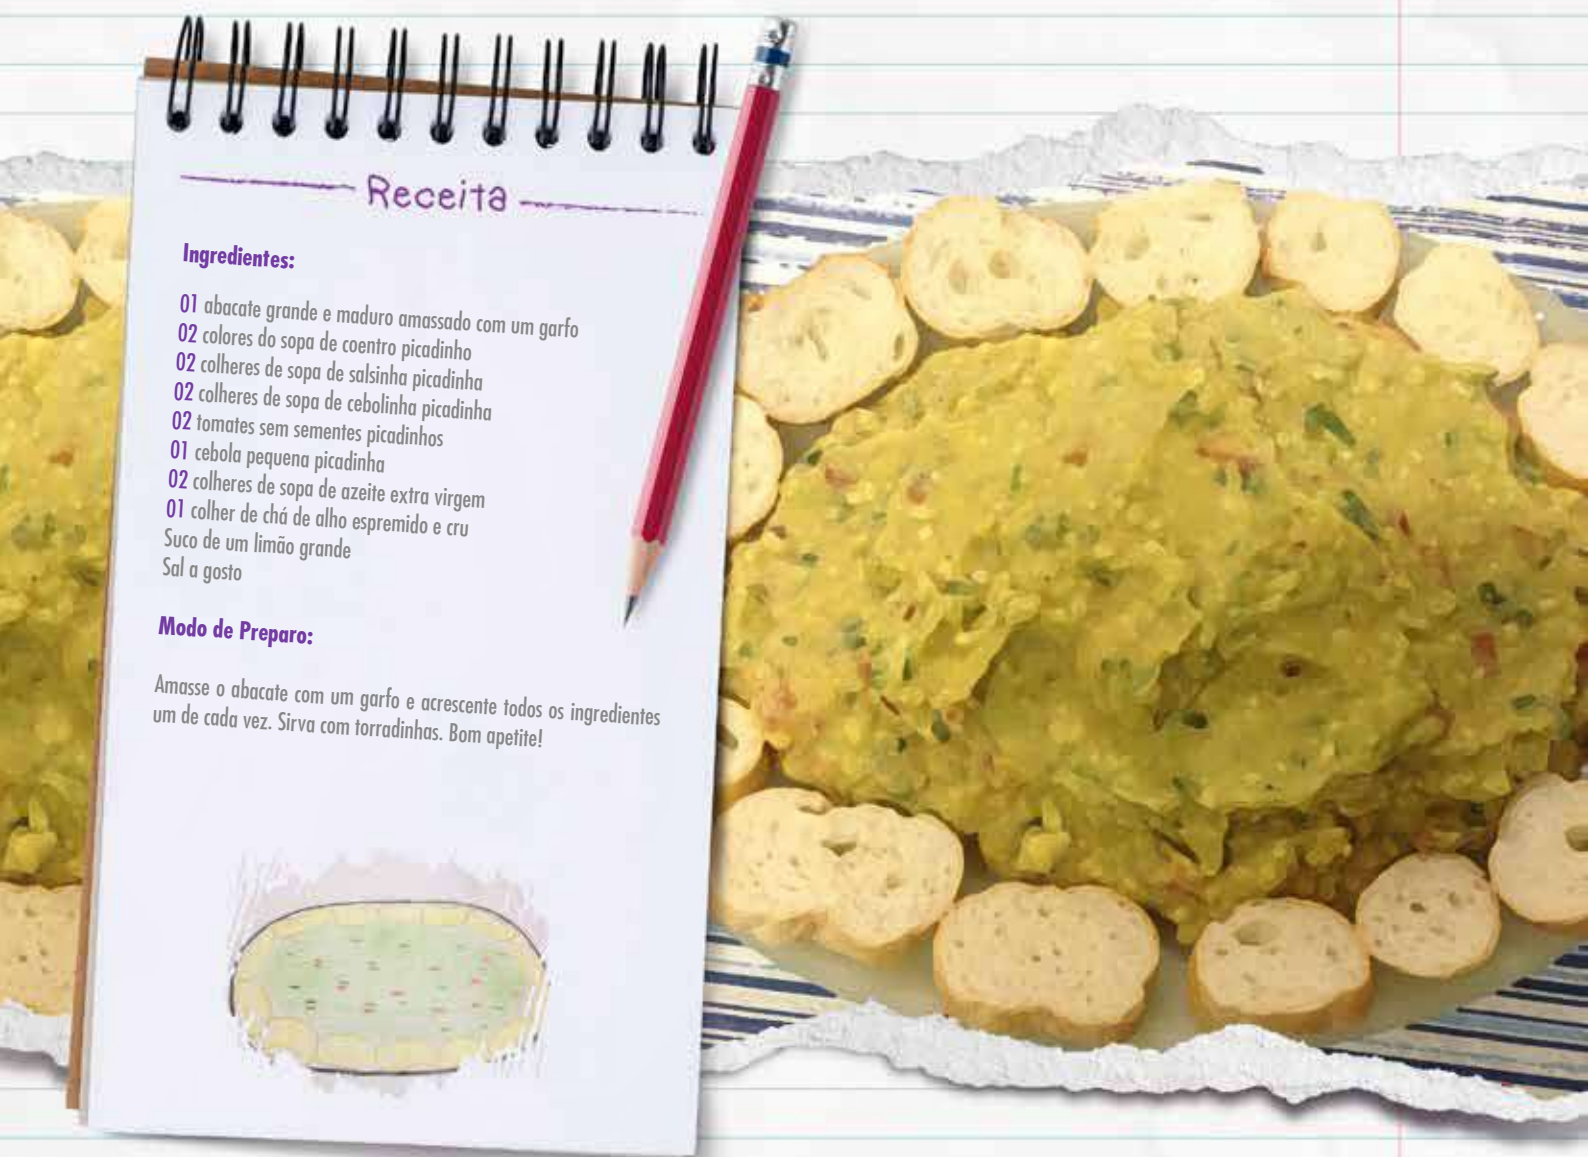 Receita
Ingredientes:
01 abacate grande e maduro amassado com um garfo
02 colores do sopa de coentro picadinho
02 colheres de sopa de salsinha picadinha
02 colheres de sopa de cebolinha picadinha
02 tomates sem sementes picadinhos
01 cebola pequena picadinha
02 colheres de sopa de azeite extra virgem
01 colher de chá de alho espremido e cru
Suco de um limão grande
Sal a gosto
Modo de Preparo:
Amasse o abacate com um garfo e acrescente todos os ingredientes
um de cada vez. Sirva com torradinhas. Bom apetite!